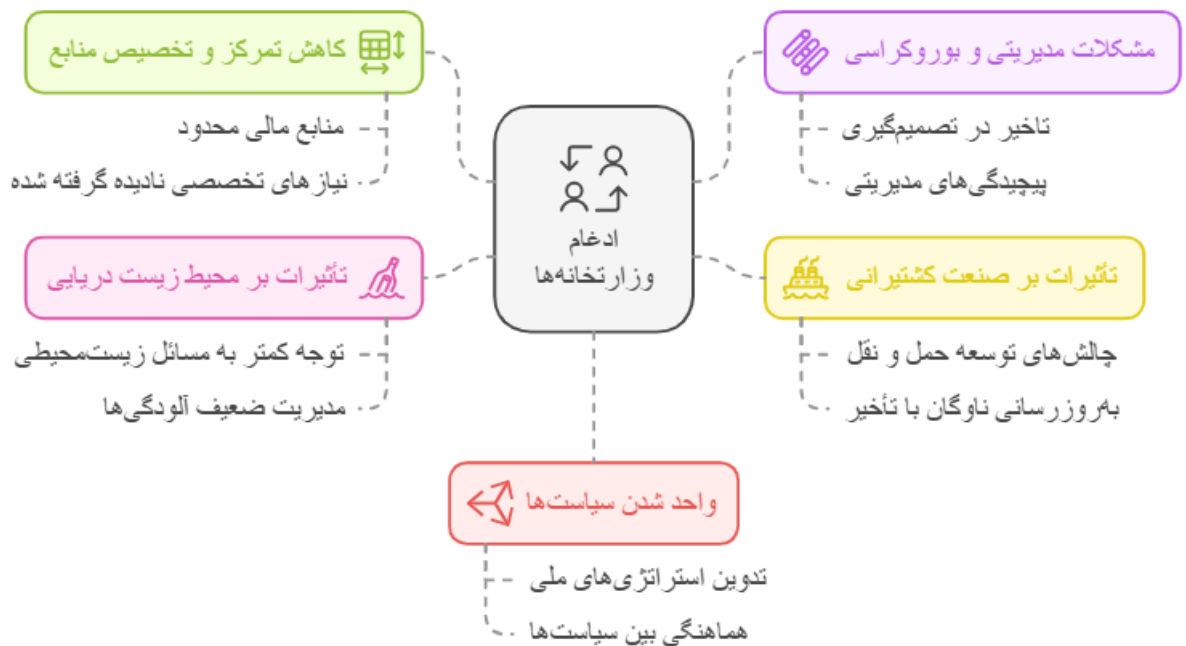 مشکلات مدیریتی و بوروکراسی
تاخیر در تصمیم‌گیری
پیچیدگی‌های مدیریتی
کاهش تمرکز و تخصیص منابع
منابع مالی محدود
نیازهای تخصصی نادیده گرفته شده
ادغام
وزارتخانه‌ها
تأثیرات بر صنعت کشتیرانی
چالش‌های توسعه حمل و نقل
به‌روزرسانی ناوگان با تأخیر
تأثیرات بر محیط زیست دریایی
توجه کمتر به مسائل زیست‌محیطی
مدیریت ضعیف آلودگی‌ها
واحد شدن سیاست‌ها
تدوین استراتژی‌های ملی
هماهنگی بین سیاست‌ها